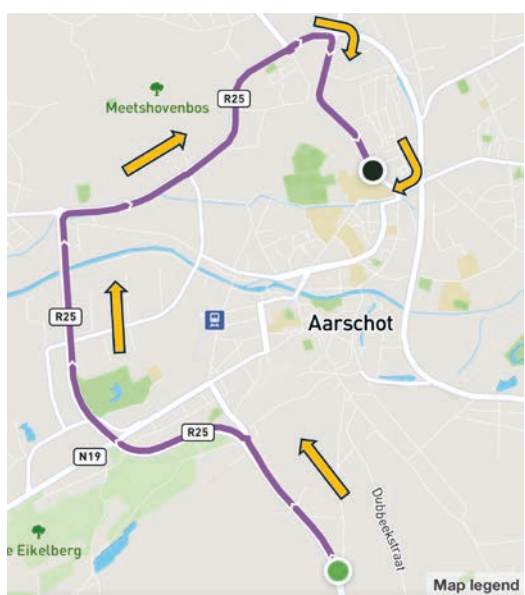 R25
Meetshovenbos
R25
Aarschot
R25
N19
Dubbeekstraat
e Eikelberg
Map legend